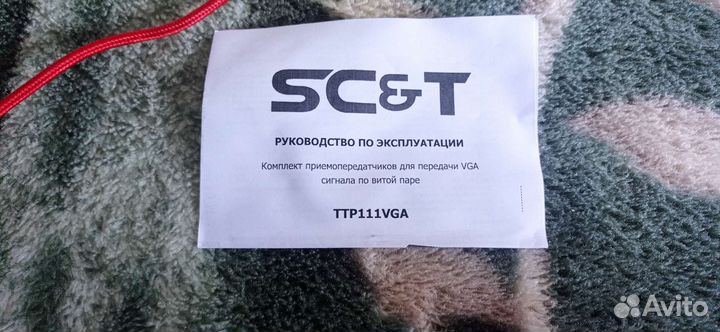 SC&T
РУКОВОДСТВО ПО ЭКСПЛУАТАЦИИ
Комплект приемопередатчиков для передачи VGA
сигнала по витой паре
TTP111VGA
Avito